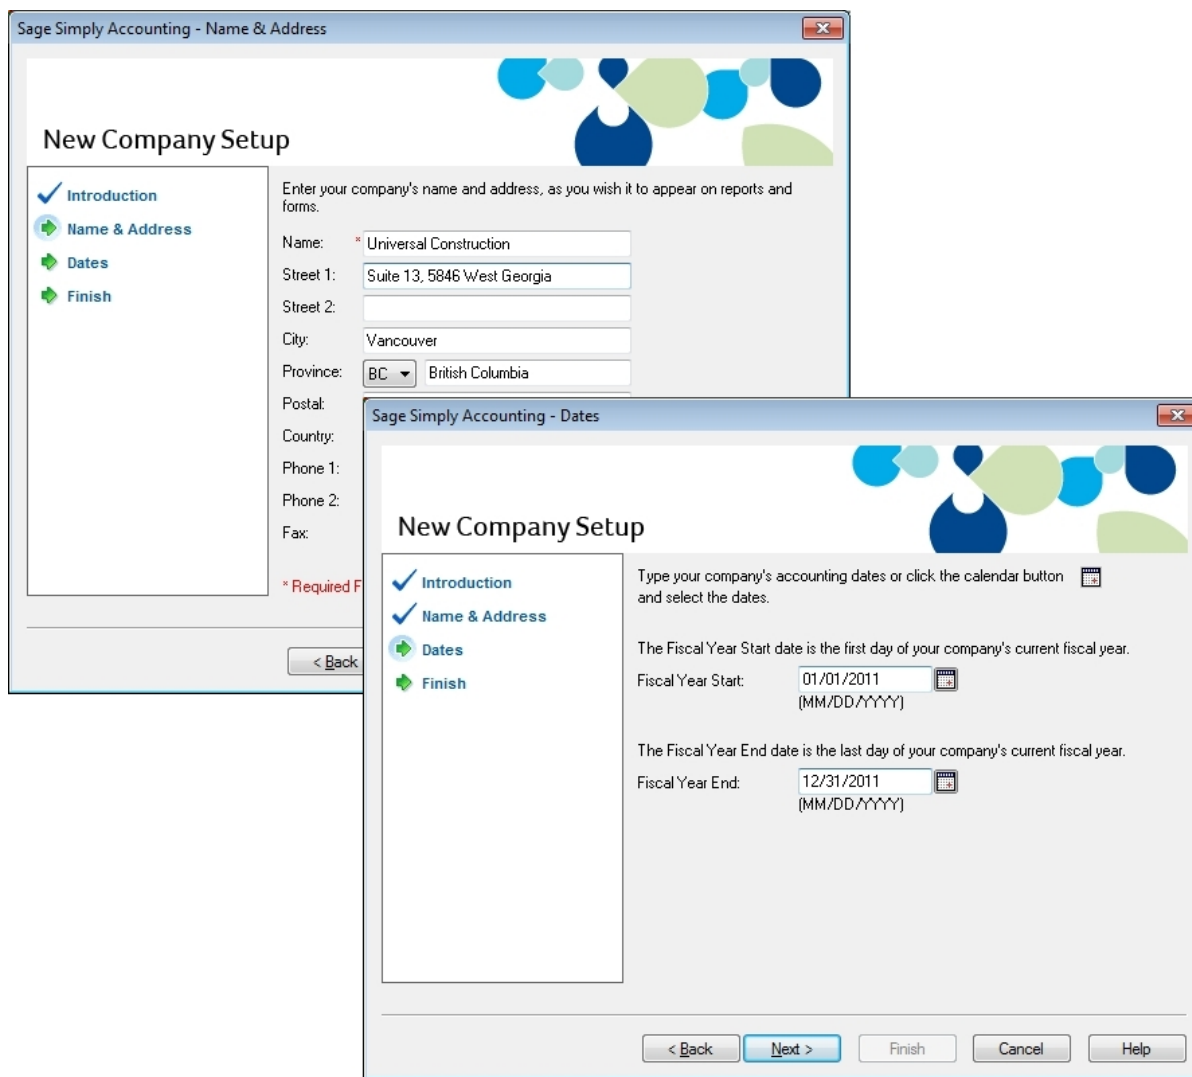 Sage Simply Accounting - Name & Address
New Company Setup
Introduction
Name & Address
Dates
Finish
Enter your company's name and address, as you wish it to appear on reports and
forms.
Name: * Universal Construction
Street 1: Suite 13, 5846 West Georgia
Street 2:
City: Vancouver
Province: BC British Columbia
Postal:
Country:
Phone 1:
Phone 2:
Fax:
* Required F
< Back
Sage Simply Accounting - Dates
New Company Setup
Introduction
Name & Address
Dates
Finish
Type your company's accounting dates or click the calendar button
and select the dates.
The Fiscal Year Start date is the first day of your company's current fiscal year.
Fiscal Year Start: 01/01/2011
(MM/DD/YYYY)
The Fiscal Year End date is the last day of your company's current fiscal year.
Fiscal Year End: 12/31/2011
(MM/DD/YYYY)
< Back Next > Finish Cancel Help